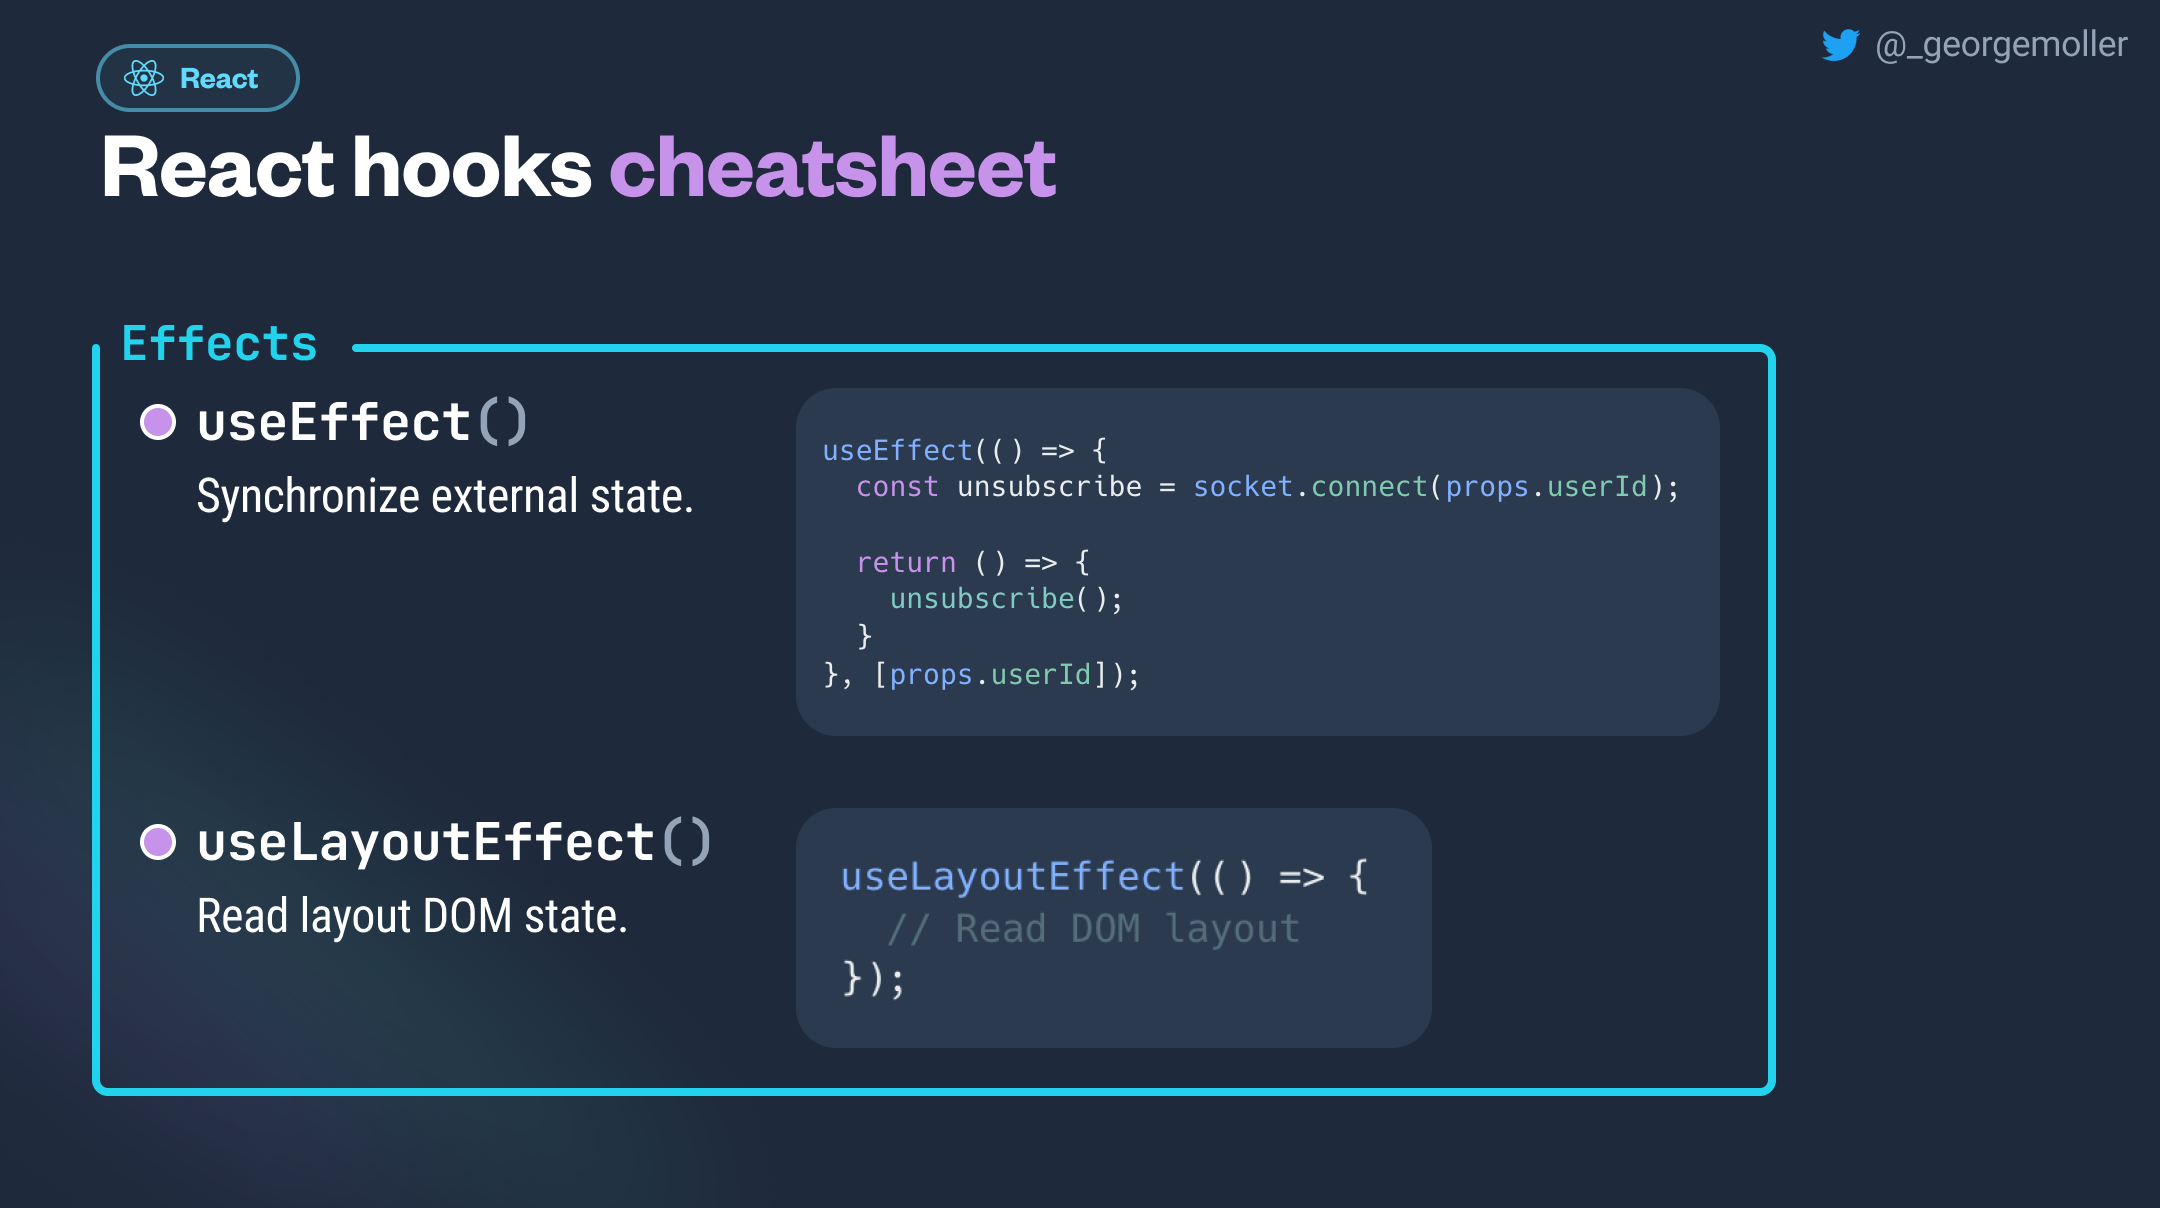 @_georgemoller
React
React hooks cheatsheet
Effects
useEffect()
Synchronize external state.
useEffect(() => {
  const unsubscribe = socket.connect(props.userId);

  return () => {
    unsubscribe();
  }
}, [props.userId]);
useLayoutEffect()
Read layout DOM state.
useLayoutEffect(() => {
  // Read DOM layout
});